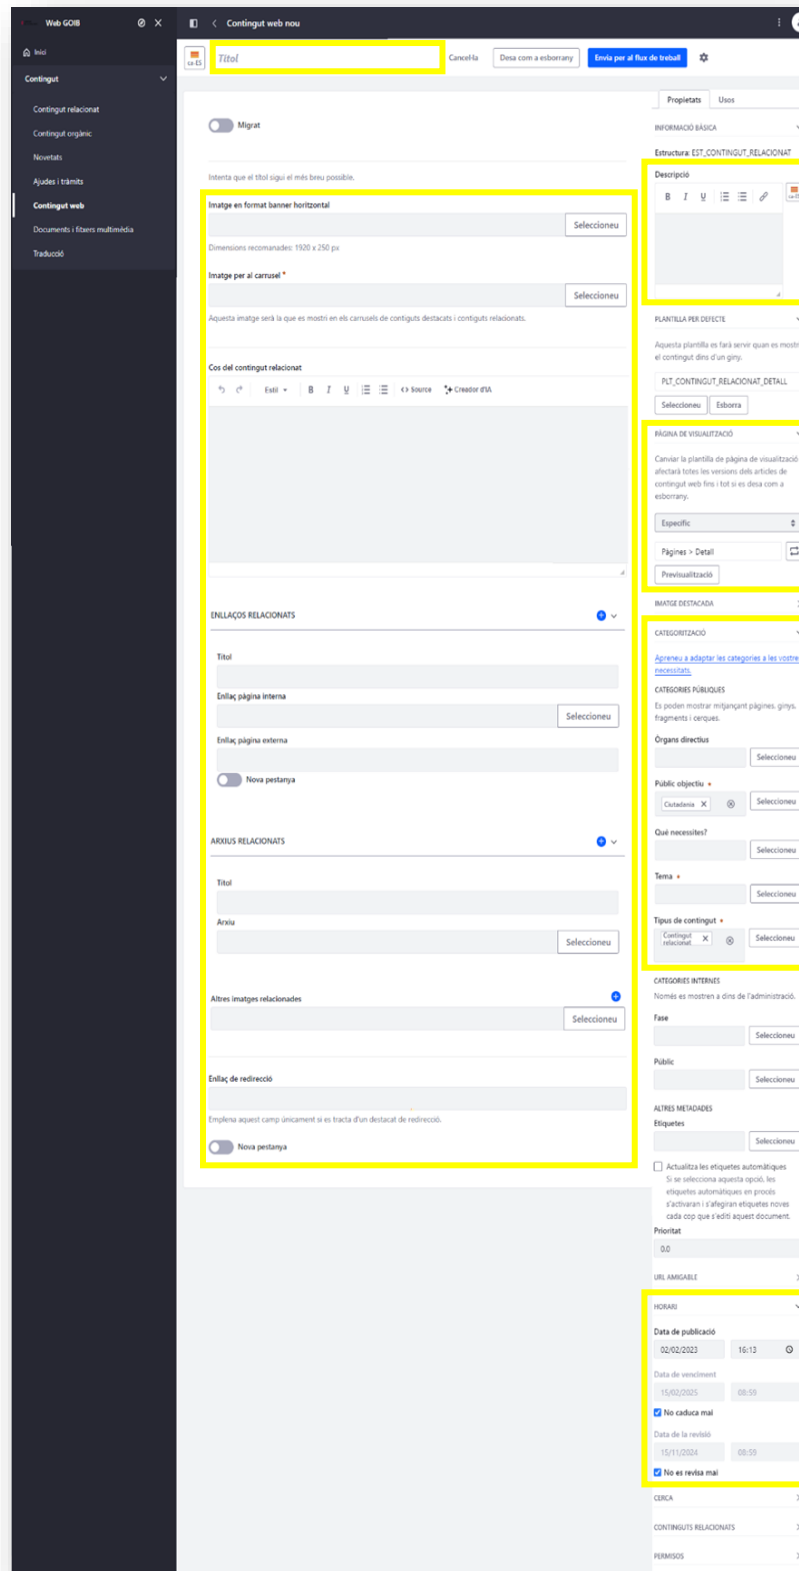 Web GOIB
Contingut web nou
Inici
Contingut
Contingut relacionat
Contingut orgànic
Novetats
Ajudes i tràmits
Contingut web
Documents i fitxers multimèdia
Traducció
ca-ES
Títol
Cancel·la
Desa com a esborrany
Envia per al flux de treball
Migrat
Intenta que el títol sigui el més breu possible.
Imatge en format banner horitzontal
Seleccioneu
Dimensions recomanades: 1920 x 250 px
Imatge per al carrusel *
Seleccioneu
Aquesta imatge serà la que es mostri en els carrusels de contiguts destacats i contiguts relacionats.
Cos del contingut relacionat
Estil
B I U
Source
Creador d'IA
ENLLAÇOS RELACIONATS
Títol
Enllaç pàgina interna
Seleccioneu
Enllaç pàgina externa
Nova pestanya
ARXIUS RELACIONATS
Títol
Arxiu
Seleccioneu
Altres imatges relacionades
Seleccioneu
Enllaç de redirecció
Emplena aquest camp únicament si es tracta d'un destacat de redirecció.
Nova pestanya
Propietats
Usos
INFORMACIÓ BÀSICA
Estructura: EST_CONTINGUT_RELACIONAT
Descripció
B I U
PLANTILLA PER DEFECTE
Aquesta plantilla es farà servir quan es mostri
el contingut dins d'un giny.
PLT_CONTINGUT_RELACIONAT_DETALL
Seleccioneu
Esborra
PÀGINA DE VISUALITZACIÓ
Canviar la plantilla de pàgina de visualització
afectarà totes les versions dels articles de
contingut web fins i tot si es desa com a
esborrany.
Específic
Pàgines > Detall
Previsualització
IMATGE DESTACADA
CATEGORITZACIÓ
Apreneu a adaptar les categories a les vostres
necessitats.
CATEGORIES PÚBLIQUES
Es poden mostrar mitjançant pàgines, ginys,
fragments i cerques.
Òrgans directius
Seleccioneu
Públic objectiu
Ciutadania
Seleccioneu
Què necessites?
Seleccioneu
Tema
Seleccioneu
Tipus de contingut
Contingut
relacionat
Seleccioneu
CATEGORIES INTERNES
Només es mostren a dins de l'administració.
Fase
Seleccioneu
Públic
Seleccioneu
ALTRES METADADES
Etiquetes
Seleccioneu
Actualitza les etiquetes automàtiques
Si se selecciona aquesta opció, les
etiquetes automàtiques en procés
s'activaran i s'afegiran etiquetes noves
cada cop que s'editi aquest document.
Prioritat
0.0
URL AMIGABLE
HORARI
Data de publicació
02/02/2023
16:13
Data de venciment
15/02/2025
08:59
No caduca mai
Data de la revisió
15/11/2024
08:59
No es revisa mai
CERCA
CONTINGUTS RELACIONATS
PERMISOS